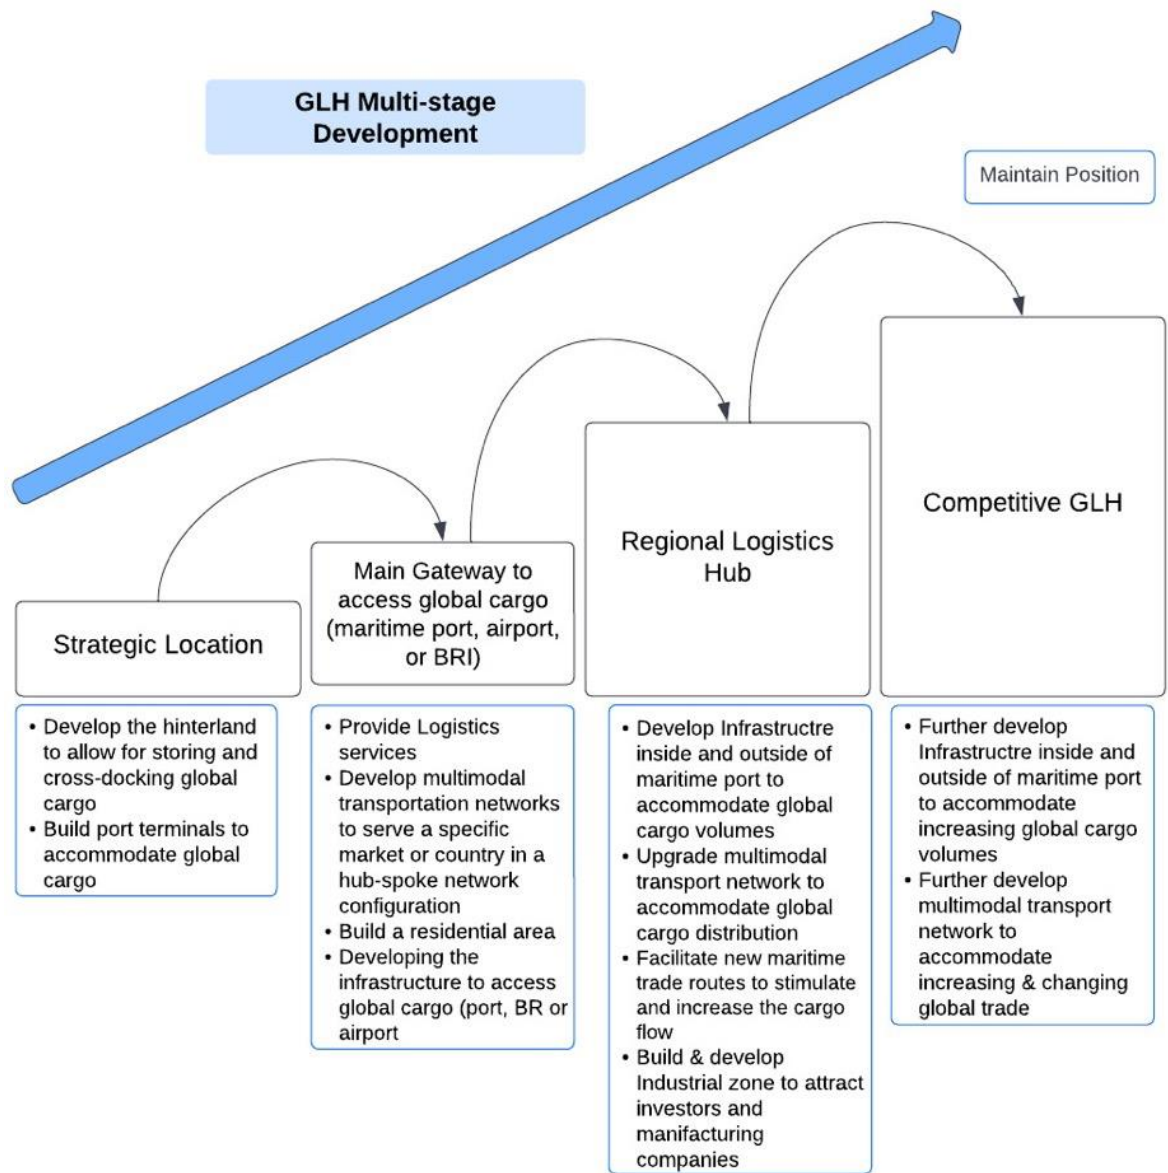 GLH Multi-stage
Development
Maintain Position
Strategic Location
• Develop the hinterland
to allow for storing and
cross-docking global
cargo
• Build port terminals to
accommodate global
cargo
Main Gateway to
access global cargo
(maritime port, airport,
or BRI)
• Provide Logistics
services
• Develop multimodal
transportation networks
to serve a specific
market or country in a
hub-spoke network
configuration
• Build a residential area
• Developing the
infrastructure to access
global cargo (port, BR or
airport
Regional Logistics
Hub
• Develop Infrastructre
inside and outside of
maritime port to
accommodate global
cargo volumes
• Upgrade multimodal
transport network to
accommodate global
cargo distribution
• Facilitate new maritime
trade routes to stimulate
and increase the cargo
flow
• Build & develop
Industrial zone to attract
investors and
manifacturing
companies
Competitive GLH
• Further develop
Infrastructre inside and
outside of maritime port
to accommodate
increasing global cargo
volumes
• Further develop
multimodal transport
network to
accommodate
increasing & changing
global trade